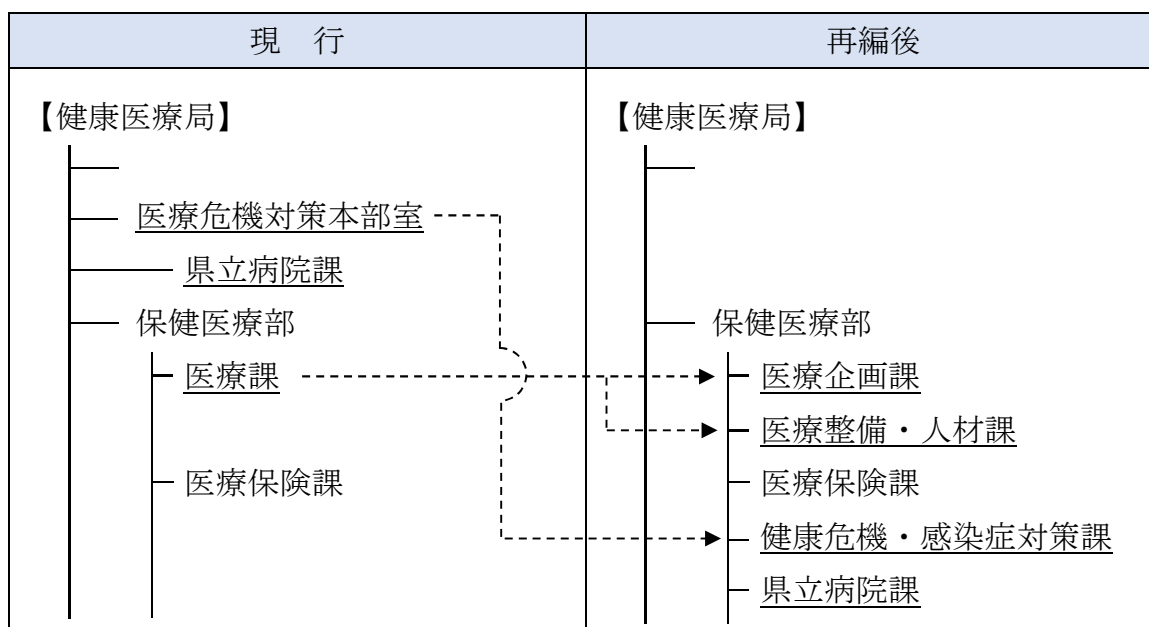 現　行
再編後
【健康医療局】
医療危機対策本部室
県立病院課
保健医療部
医療課
医療保険課
【健康医療局】
保健医療部
医療企画課
医療整備・人材課
医療保険課
健康危機・感染症対策課
県立病院課